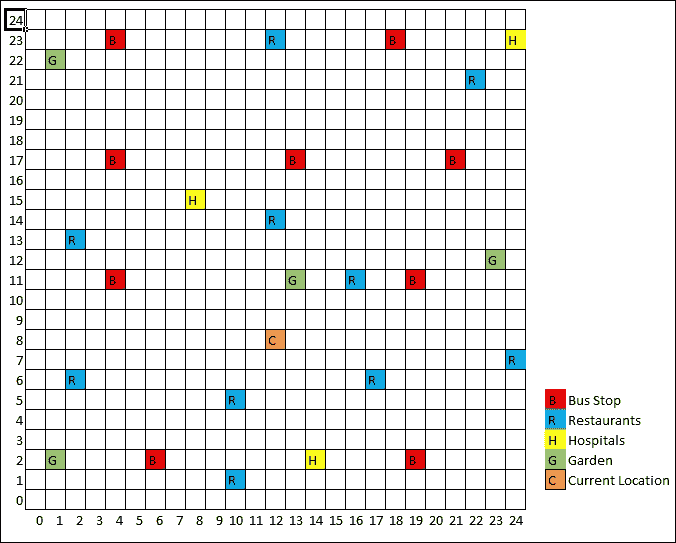 24
23 B R B H
22 G
21 R
20
19
18
17 B B B
16
15 H
14 R
13 R
12 G
11 B G R B
10
9
8 C
7 R
6 R R
5 R
4
3
2 G B H B
1 R
0
0 1 2 3 4 5 6 7 8 9 10 11 12 13 14 15 16 17 18 19 20 21 22 23 24
B Bus Stop
R Restaurants
H Hospitals
G Garden
C Current Location